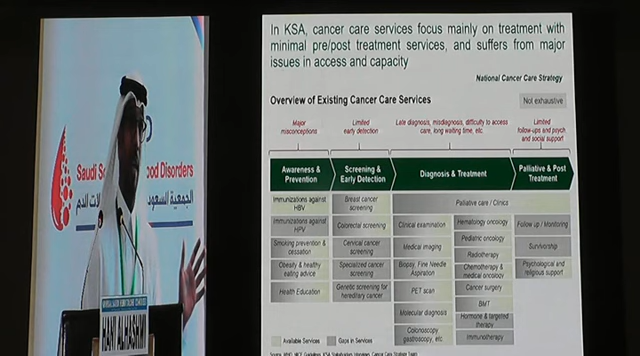 Saudi So
ood Disorders
HANI ALHASHMI
In KSA, cancer care services focus mainly on treatment with
minimal pre/post treatment services, and suffers from major
issues in access and capacity
National Cancer Care Strategy
Overview of Existing Cancer Care Services
Not exhaustive
Major
misconceptions
Limited
early detection
Late diagnosis, misdiagnosis, difficulty to access
care, long waiting time, etc
Limited
follow-ups and psych
and social support
Awareness &
Prevention
Screening &
Early Detection
Diagnosis & Treatment
Palliative & Post
Treatment
Immunizations against
HBV
Immunizations against
HPV
Smoking prevention &
cessation
Obesity & healthy
eating advice
Health Education
Breast cancer
screening
Colorectal screening
Cervical cancer
screening
Specialized cancer
screening
Genetic screening for
hereditary cancer
Palliative care / Clinics
Clinical examination
Medical imaging
Biopsy, Fine Needle
Aspiration
PET scan
Molecular diagnosis
Colonoscopy
gastroscopy, etc.
Hematology oncology
Pediatric oncology
Radiotherapy
Chemotherapy &
medical oncology
Cancer surgery
BMT
Hormone & targeted
therapy
Immunotherapy
Follow up / Monitoring
Survivorship
Psychological and
religious support
Available Services
Gaps in Services